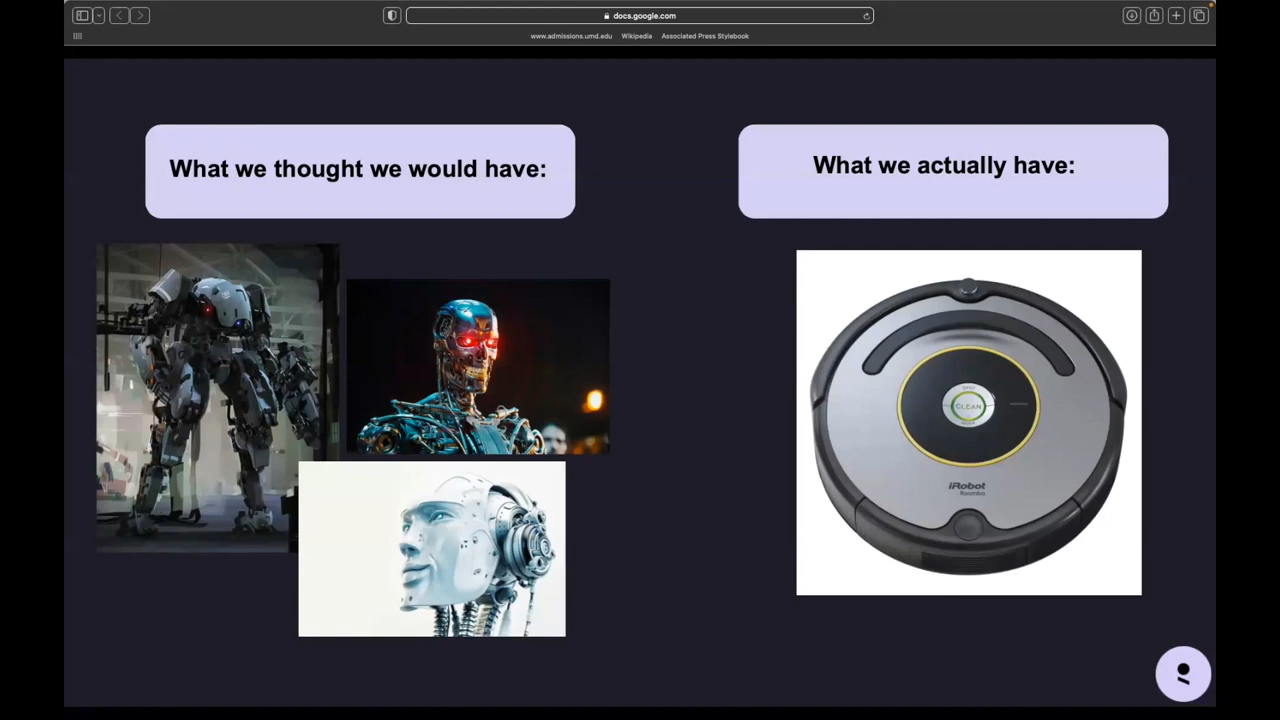 docs.google.com
www.admissions.umd.edu Wikipedia Associated Press Stylebook
What we thought we would have:
What we actually have:
CLEAN
iRobot
Roomba